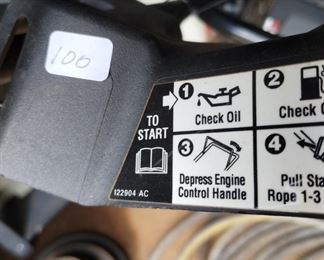 100
TO
START
1
Check Oil
2
Check
3
Depress Engine
Control Handle
4
Pull
Rope 1-3
122904 AC